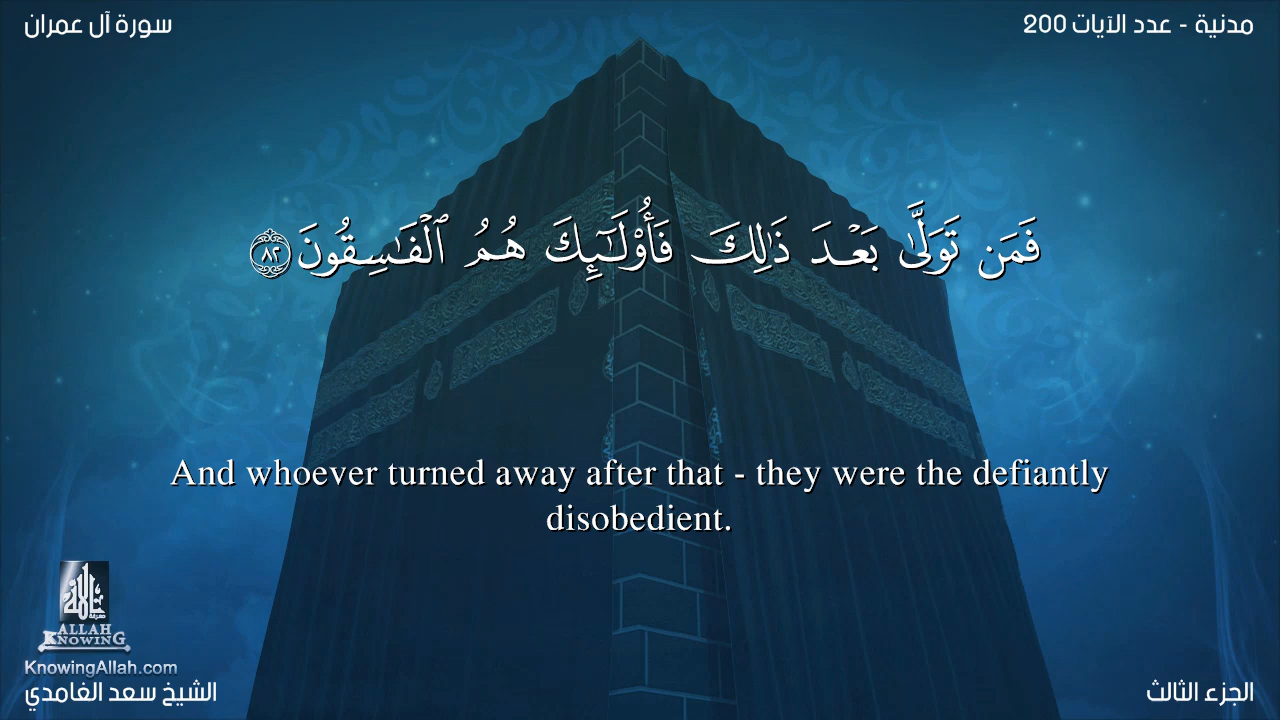 سورة آل عمران
مدنية - عدد الآيات 200
فَمَن تَوَلَّىٰ بَعْدَ ذَٰلِكَ فَأُو۟لَـٰٓئِكَ هُمُ ٱلْفَـٰسِقُونَ ٨٢
And whoever turned away after that - they were the defiantly
disobedient.
ALLAH
KNOWING
KnowingAllah.com
الشيخ سعد الغامدي
الجزء الثالث